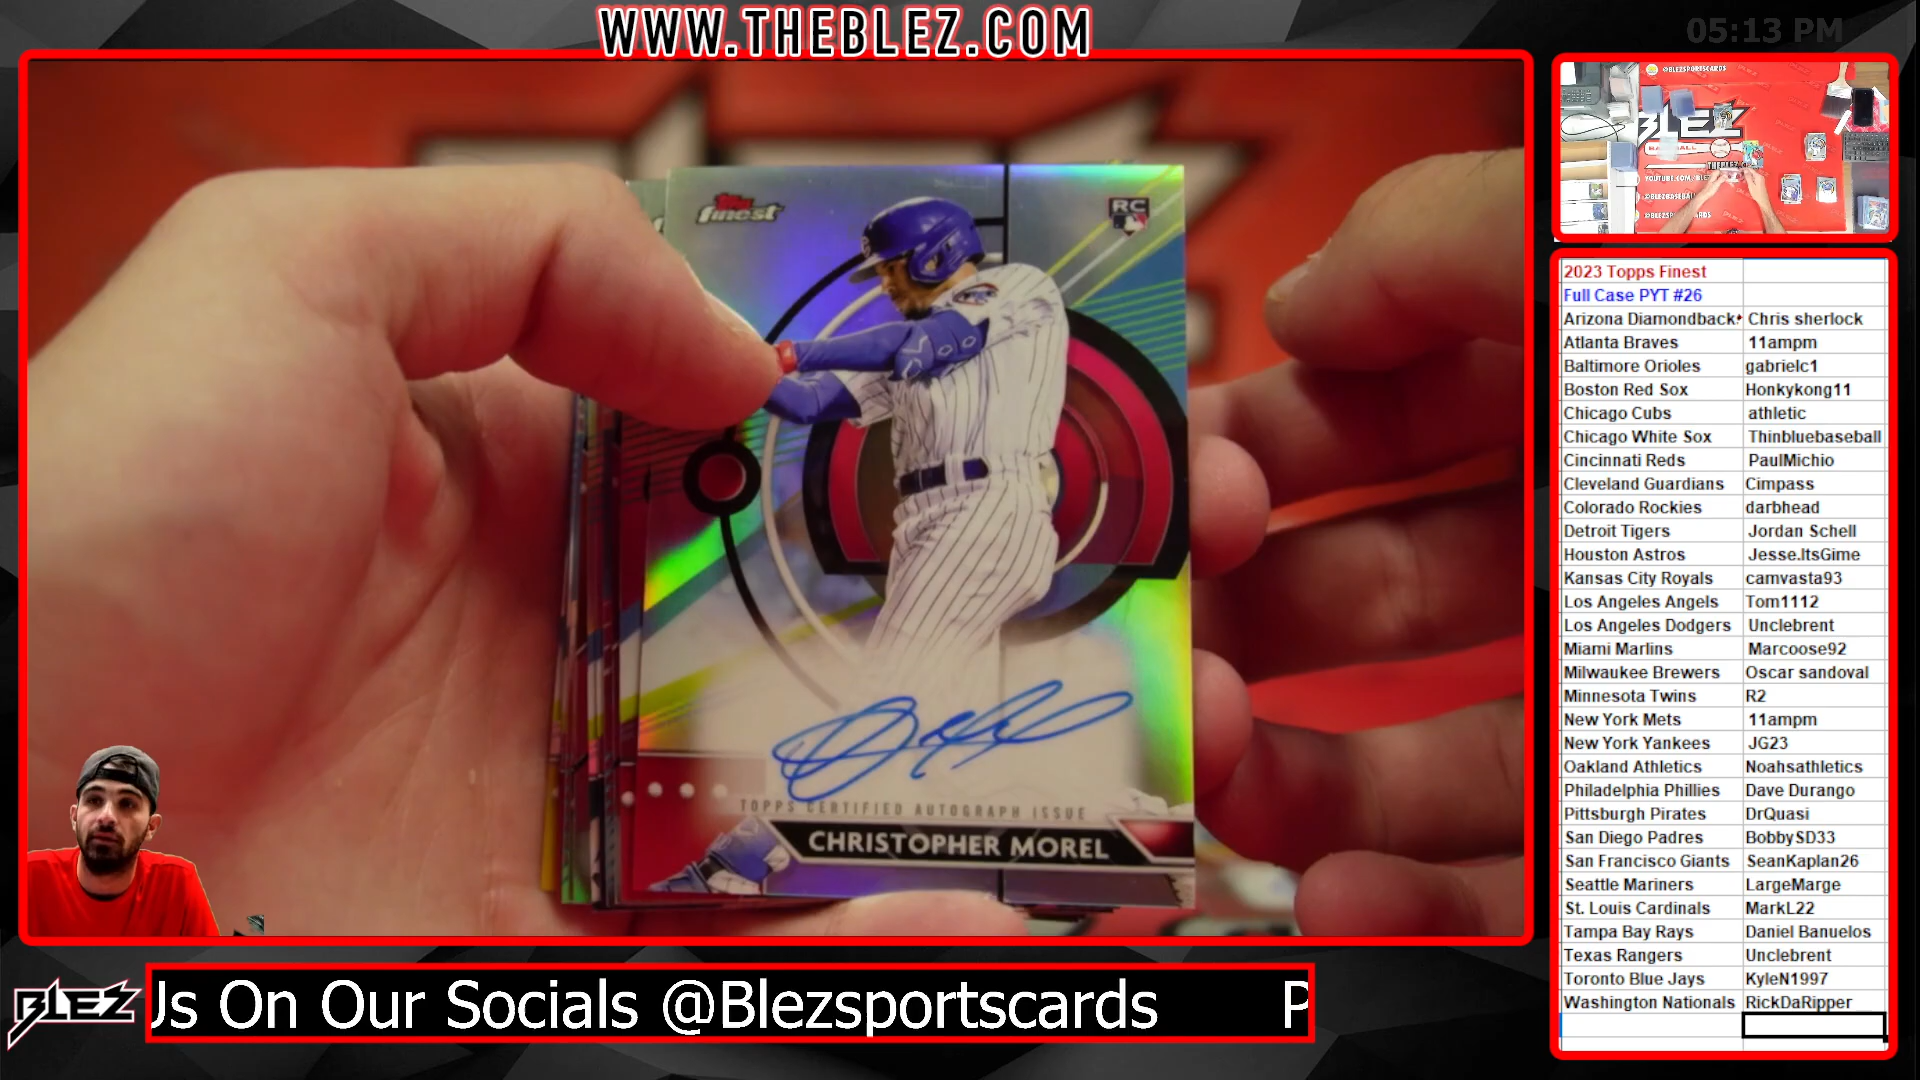 WWW.THEBLEZ.COM
05:13 PM
Topps
finest
RC
TOPPS CERTIFIED AUTOGRAPH ISSUE
CHRISTOPHER MOREL
@BLEZSPORTSCARDS
BLEZ
BASEBALL
2023 Topps Finest
Full Case PYT #26
Arizona Diamondback Chris sherlock
Atlanta Braves 11ampm
Baltimore Orioles gabrielc1
Boston Red Sox Honkykong11
Chicago Cubs athletic
Chicago White Sox Thinbluebaseball
Cincinnati Reds PaulMichio
Cleveland Guardians Cimpass
Colorado Rockies darbhead
Detroit Tigers Jordan Schell
Houston Astros Jesse.ItsGime
Kansas City Royals camvasta93
Los Angeles Angels Tom1112
Los Angeles Dodgers Unclebrent
Miami Marlins Marcoose92
Milwaukee Brewers Oscar sandoval
Minnesota Twins R2
New York Mets 11ampm
New York Yankees JG23
Oakland Athletics Noahsathletics
Philadelphia Phillies Dave Durango
Pittsburgh Pirates DrQuasi
San Diego Padres BobbySD33
San Francisco Giants SeanKaplan26
Seattle Mariners LargeMarge
St. Louis Cardinals MarkL22
Tampa Bay Rays Daniel Banuelos
Texas Rangers Unclebrent
Toronto Blue Jays KyleN1997
Washington Nationals RickDaRipper
BLEZ
Us On Our Socials @Blezsportscards P